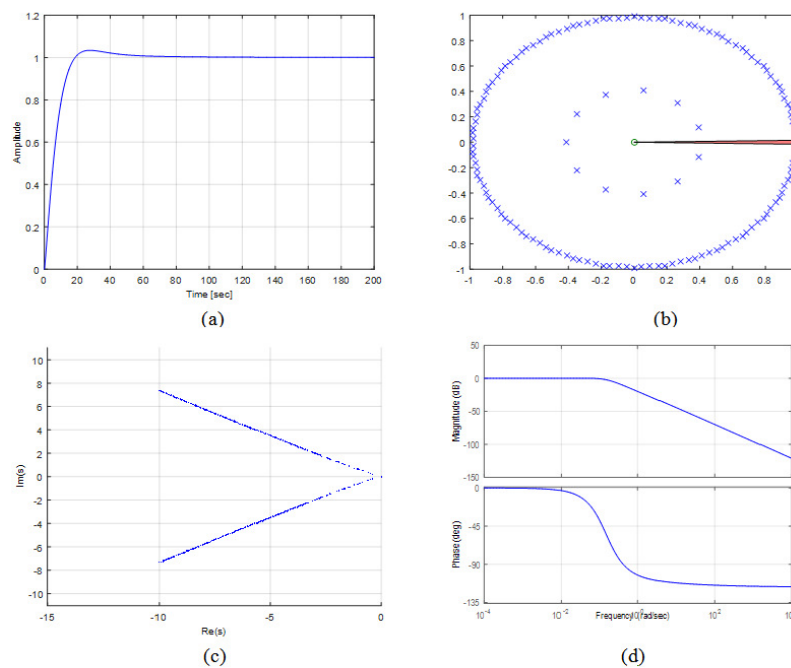 1.2
1
0.8
0.6
0.4
0.2
0
Amplitude
0 20 40 60 80 100 120 140 160 180 200
Time [sec]
(a)
1
0.8
0.6
0.4
0.2
0
-0.2
-0.4
-0.6
-0.8
-1
-1 -0.8 -0.6 -0.4 -0.2 0 0.2 0.4 0.6 0.8
(b)
10
8
6
4
2
0
-2
-4
-6
-8
-10
Im(s)
-15 -10 -5 0
Re(s)
(c)
50
0
-50
-100
-150
Magnitude (dB)
0
-45
-90
-135
Phase (deg)
10⁻⁴ 10⁻² 10⁰ 10² 10
Frequency (rad/sec)
(d)